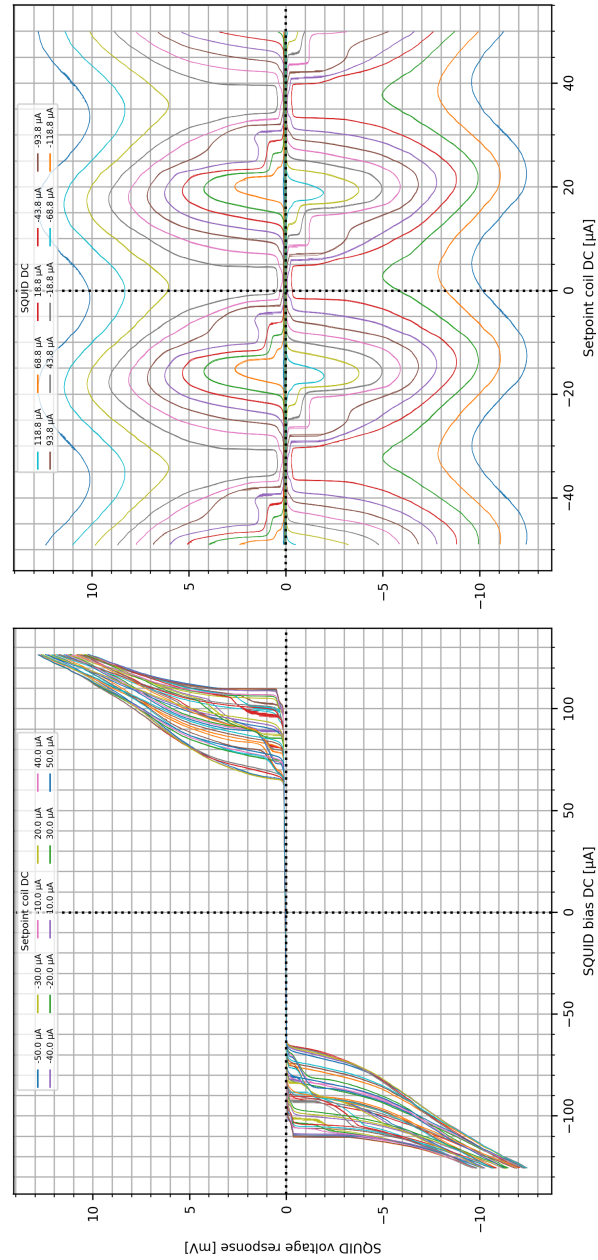 SQUID voltage response [mV]
10
5
0
−5
−10
Setpoint coil DC
-50.0 µA -30.0 µA -10.0 µA 20.0 µA 40.0 µA
-40.0 µA -20.0 µA 10.0 µA 30.0 µA 50.0 µA
−100 −50 0 50 100
SQUID bias DC [µA]
10
5
0
−5
−10
SQUID DC
118.8 µA 68.8 µA 18.8 µA -43.8 µA -93.8 µA
93.8 µA 43.8 µA -18.8 µA -68.8 µA -118.8 µA
−40 −20 0 20 40
Setpoint coil DC [µA]